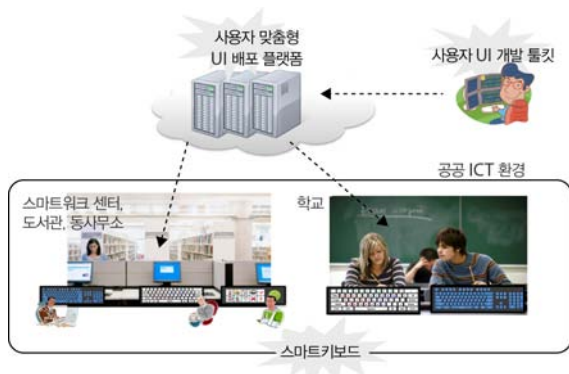 사용자 맞춤형
UI 배포 플랫폼
사용자 UI 개발 툴킷
공공 ICT 환경
스마트워크 센터,
도서관, 동사무소
학교
스마트키보드